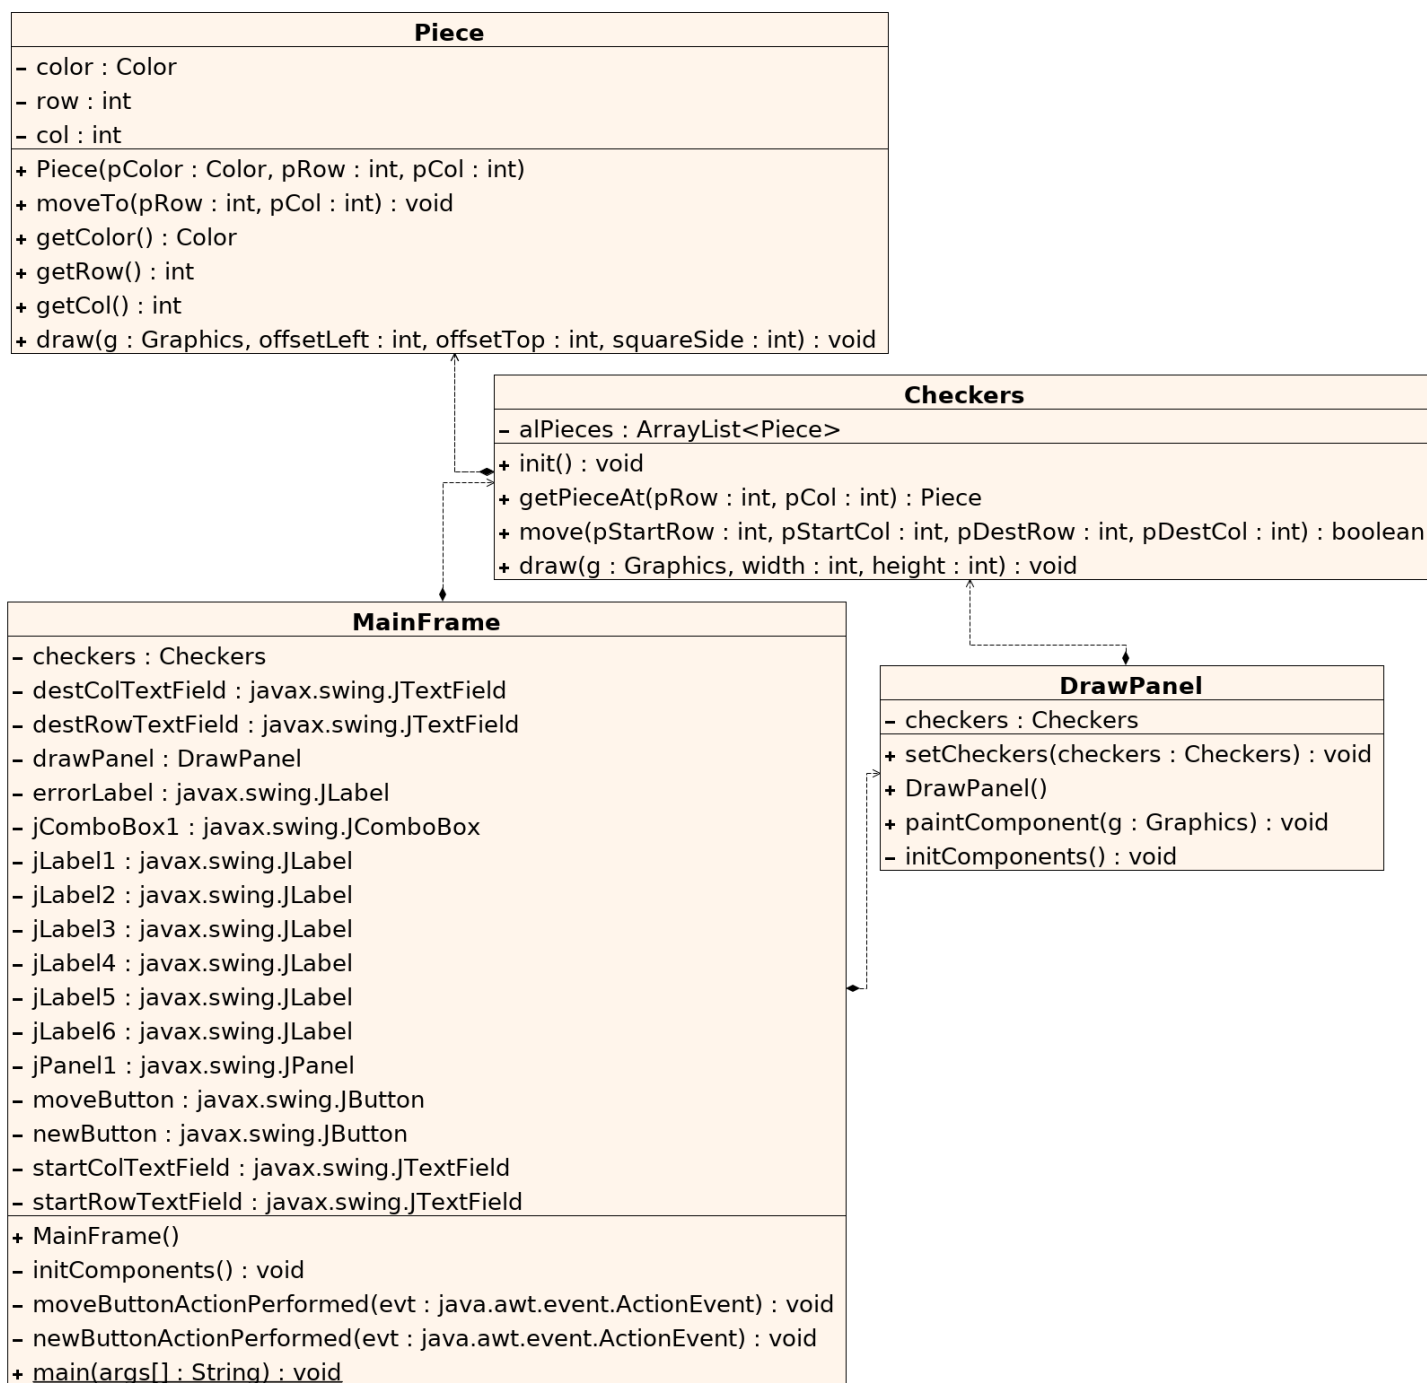 Piece
- color : Color
- row : int
- col : int
+ Piece(pColor : Color, pRow : int, pCol : int)
+ moveTo(pRow : int, pCol : int) : void
+ getColor() : Color
+ getRow() : int
+ getCol() : int
+ draw(g : Graphics, offsetLeft : int, offsetTop : int, squareSide : int) : void
Checkers
- alPieces : ArrayList<Piece>
+ init() : void
+ getPieceAt(pRow : int, pCol : int) : Piece
+ move(pStartRow : int, pStartCol : int, pDestRow : int, pDestCol : int) : boolean
+ draw(g : Graphics, width : int, height : int) : void
MainFrame
- checkers : Checkers
- destColTextField : javax.swing.JTextField
- destRowTextField : javax.swing.JTextField
- drawPanel : DrawPanel
- errorLabel : javax.swing.JLabel
- jComboBox1 : javax.swing.JComboBox
- jLabel1 : javax.swing.JLabel
- jLabel2 : javax.swing.JLabel
- jLabel3 : javax.swing.JLabel
- jLabel4 : javax.swing.JLabel
- jLabel5 : javax.swing.JLabel
- jLabel6 : javax.swing.JLabel
- jPanel1 : javax.swing.JPanel
- moveButton : javax.swing.JButton
- newButton : javax.swing.JButton
- startColTextField : javax.swing.JTextField
- startRowTextField : javax.swing.JTextField
+ MainFrame()
- initComponents() : void
- moveButtonActionPerformed(evt : java.awt.event.ActionEvent) : void
- newButtonActionPerformed(evt : java.awt.event.ActionEvent) : void
+ main(args[] : String) : void
DrawPanel
- checkers : Checkers
+ setCheckers(checkers : Checkers) : void
+ DrawPanel()
+ paintComponent(g : Graphics) : void
- initComponents() : void